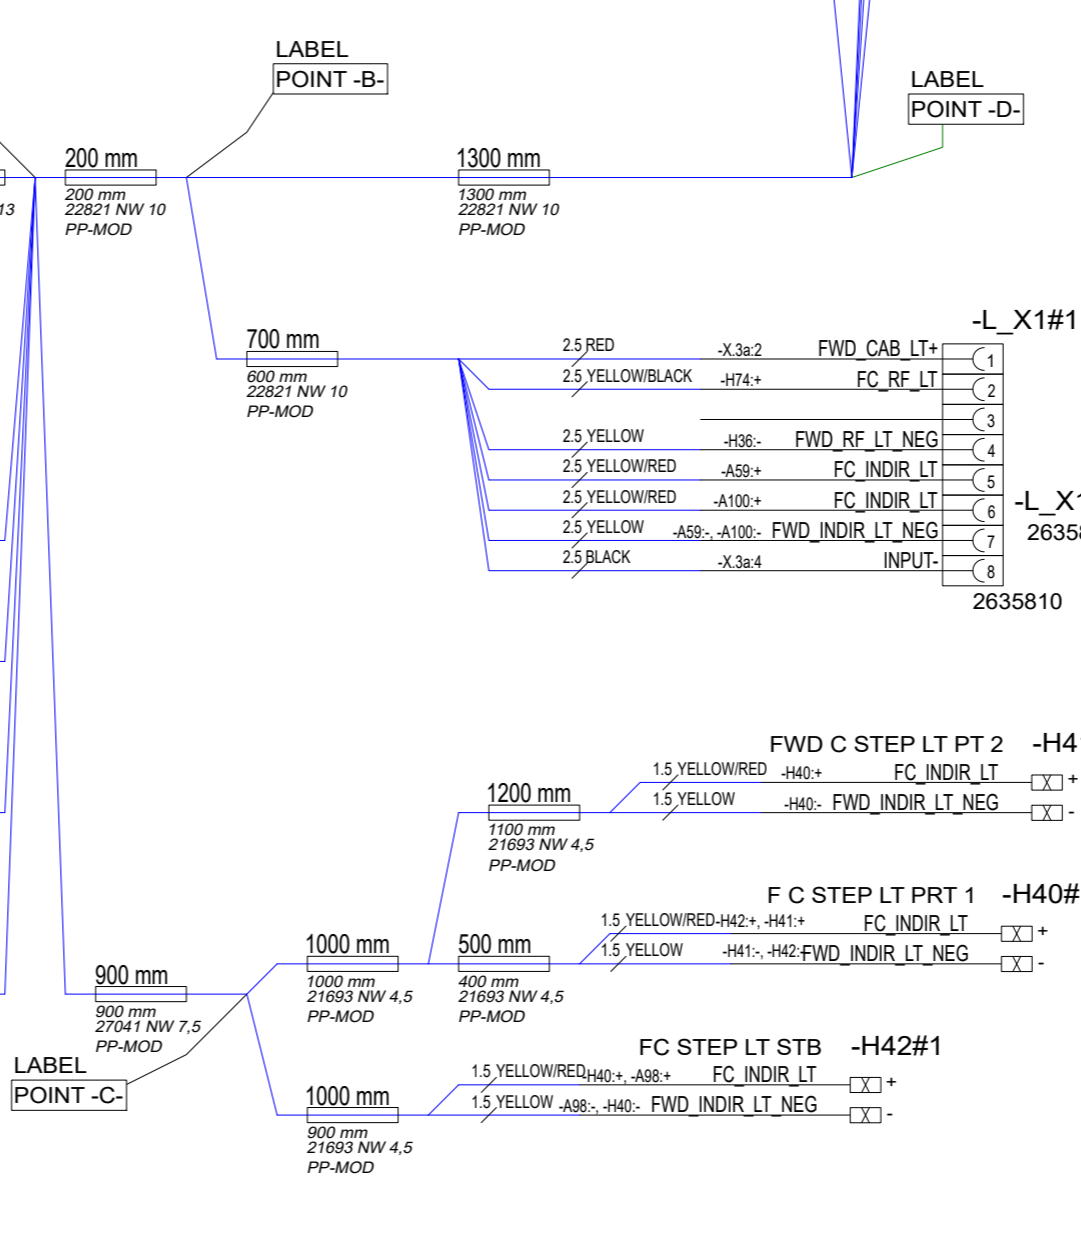 LABEL
POINT -B-
LABEL
POINT -D-
200 mm
200 mm
22821 NW 10
PP-MOD
13
1300 mm
1300 mm
22821 NW 10
PP-MOD
-L_X1#1
700 mm
600 mm
22821 NW 10
PP-MOD
2.5 RED -X.3a:2 FWD_CAB_LT+ 1
2.5 YELLOW/BLACK -H74:+ FC_RF_LT 2
3
2.5 YELLOW -H36:- FWD_RF_LT_NEG 4
2.5 YELLOW/RED -A59:+ FC_INDIR_LT 5
2.5 YELLOW/RED -A100:+ FC_INDIR_LT 6
2.5 YELLOW -A59:-, -A100:- FWD_INDIR_LT_NEG 7
2.5 BLACK -X.3a:4 INPUT- 8
2635810
-L_X1
26358
FWD C STEP LT PT 2 -H41
1.5 YELLOW/RED -H40:+ FC_INDIR_LT X +
1.5 YELLOW -H40:- FWD_INDIR_LT_NEG X -
1200 mm
1100 mm
21693 NW 4,5
PP-MOD
F C STEP LT PRT 1 -H40#
1.5 YELLOW/RED -H42:+, -H41:+ FC_INDIR_LT X +
1.5 YELLOW -H41:-, -H42:- FWD_INDIR_LT_NEG X -
1000 mm
1000 mm
21693 NW 4,5
PP-MOD
500 mm
400 mm
21693 NW 4,5
PP-MOD
900 mm
900 mm
27041 NW 7,5
PP-MOD
LABEL
POINT -C-
FC STEP LT STB -H42#1
1.5 YELLOW/RED -H40:+, -A98:+ FC_INDIR_LT X +
1.5 YELLOW -A98:-, -H40:- FWD_INDIR_LT_NEG X -
1000 mm
900 mm
21693 NW 4,5
PP-MOD